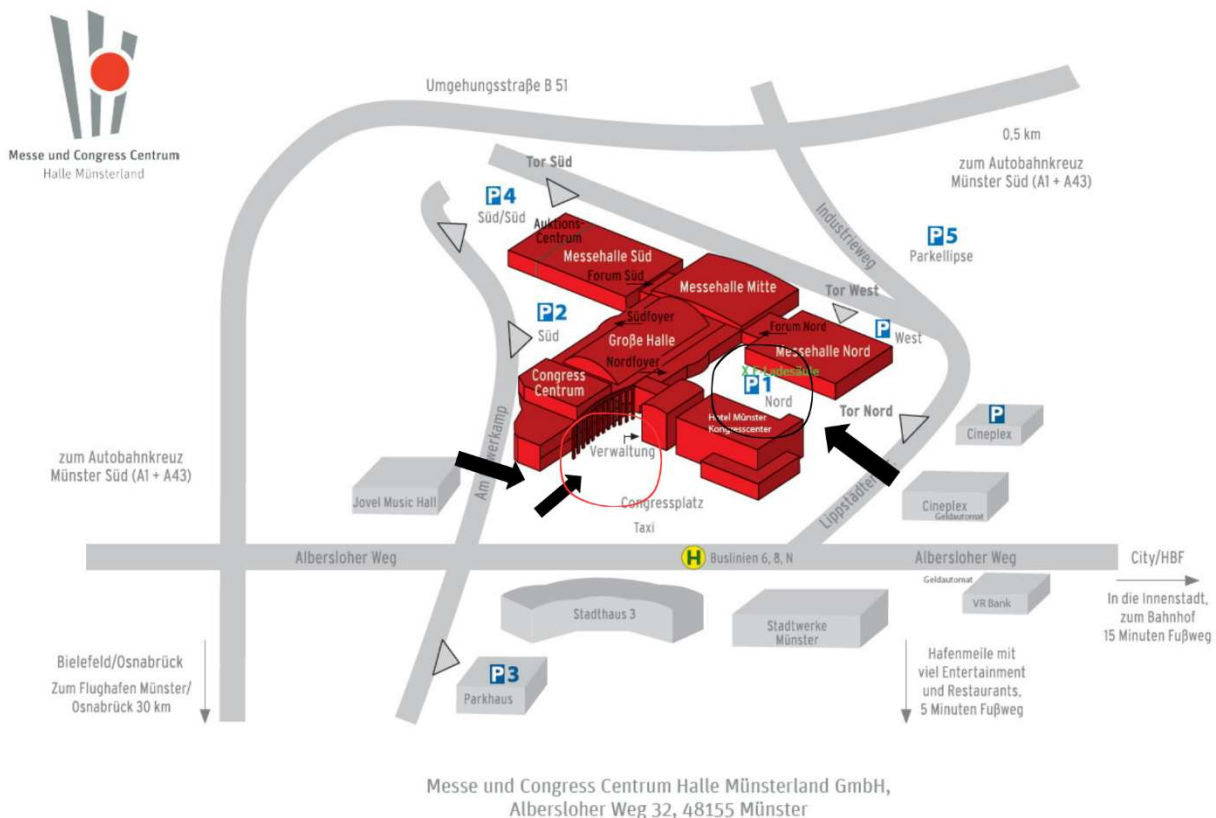 Messe und Congress Centrum
Halle Münsterland
Umgehungsstraße B 51
0,5 km
zum Autobahnkreuz
Münster Süd (A1 + A43)
Tor Süd
P4
Süd/Süd
Auktions-
Centrum
Messehalle Süd
Forum Süd
Messehalle Mitte
Industrieweg
P5
Parkellipse
Tor West
P2
Süd
Südfoyer
Große Halle
Nordfoyer
Forum Nord
Messehalle Nord
P
West
Congress
Centrum
X E-Ladesäule
P1
Nord
Hotel Münster
Kongresscenter
Tor Nord
P
Cineplex
Verwaltung
zum Autobahnkreuz
Münster Süd (A1 + A43)
Jovel Music Hall
Congressplatz
Taxi
Cineplex
Geldautomat
Albersloher Weg
H Buslinien 6, 8, N
Albersloher Weg
City/HBF
Geldautomat
VR Bank
In die Innenstadt,
zum Bahnhof
15 Minuten Fußweg
Stadthaus 3
Stadtwerke
Münster
Bielefeld/Osnabrück
Zum Flughafen Münster/
Osnabrück 30 km
P3
Parkhaus
Hafenmeile mit
viel Entertainment
und Restaurants,
5 Minuten Fußweg
Messe und Congress Centrum Halle Münsterland GmbH,
Albersloher Weg 32, 48155 Münster